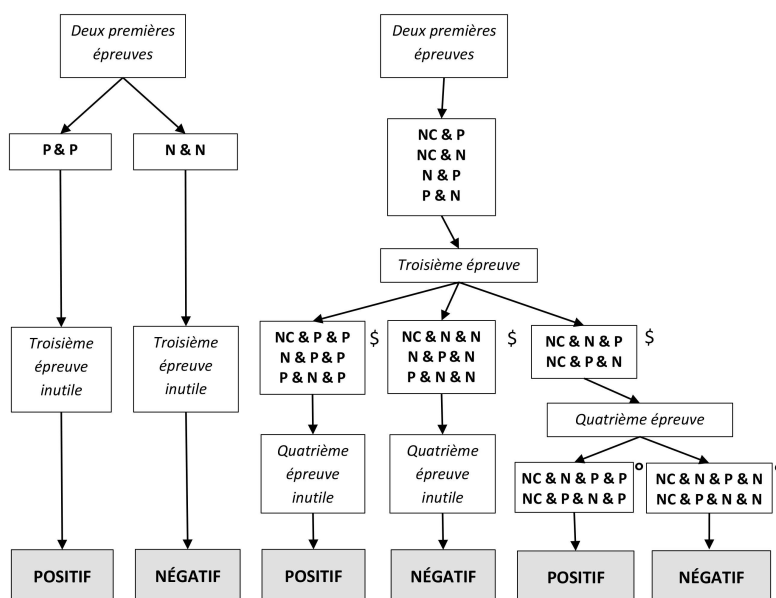 Deux premières
épreuves
P & P
N & N
Troisième
épreuve
inutile
Troisième
épreuve
inutile
POSITIF
NÉGATIF
Deux premières
épreuves
NC & P
NC & N
N & P
P & N
Troisième épreuve
NC & P & P
N & P & P
P & N & P
$
NC & N & N
N & P & N
P & N & N
$
NC & N & P
NC & P & N
$
Quatrième
épreuve
inutile
Quatrième
épreuve
inutile
Quatrième épreuve
NC & N & P & P
NC & P & N & P
°
NC & N & P & N
NC & P & N & N
°
POSITIF
NÉGATIF
POSITIF
NÉGATIF